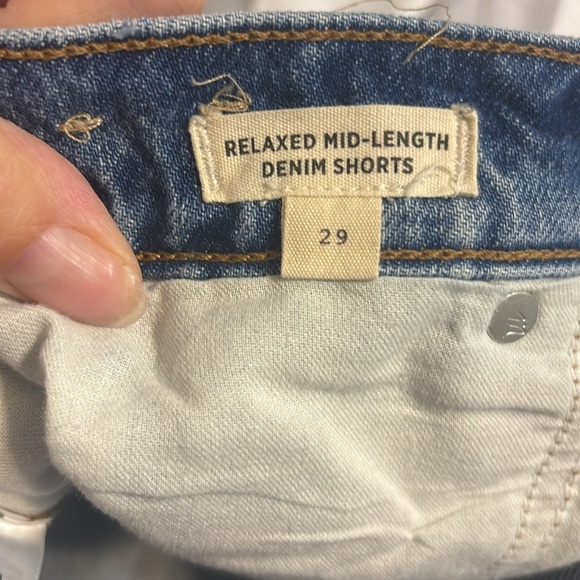 RELAXED MID-LENGTH
DENIM SHORTS
29